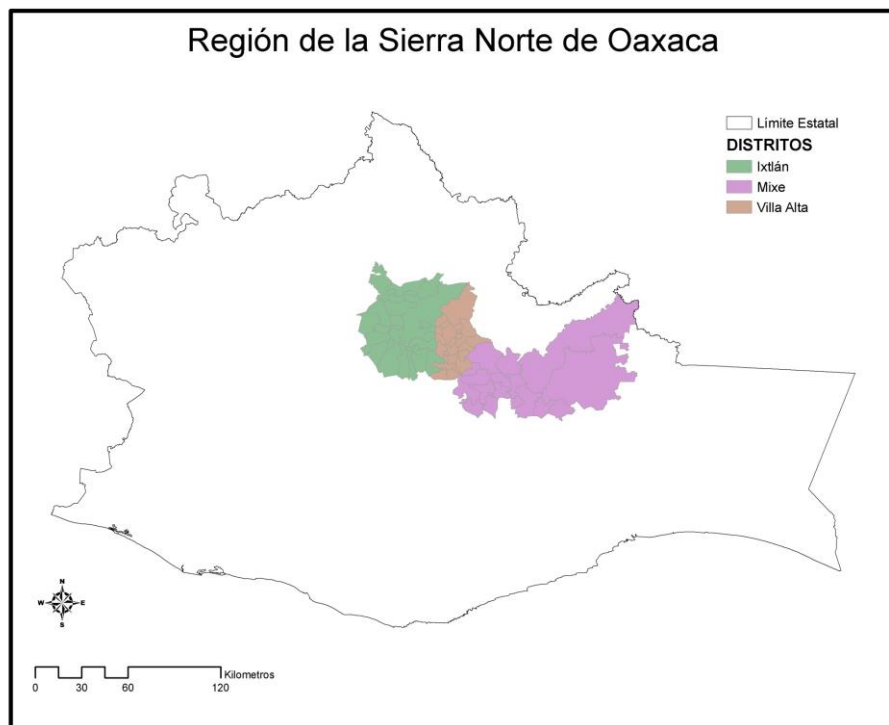 Región de la Sierra Norte de Oaxaca
Límite Estatal
DISTRITOS
Ixtlán
Mixe
Villa Alta
N
W E
S
Kilometros
0 30 60 120